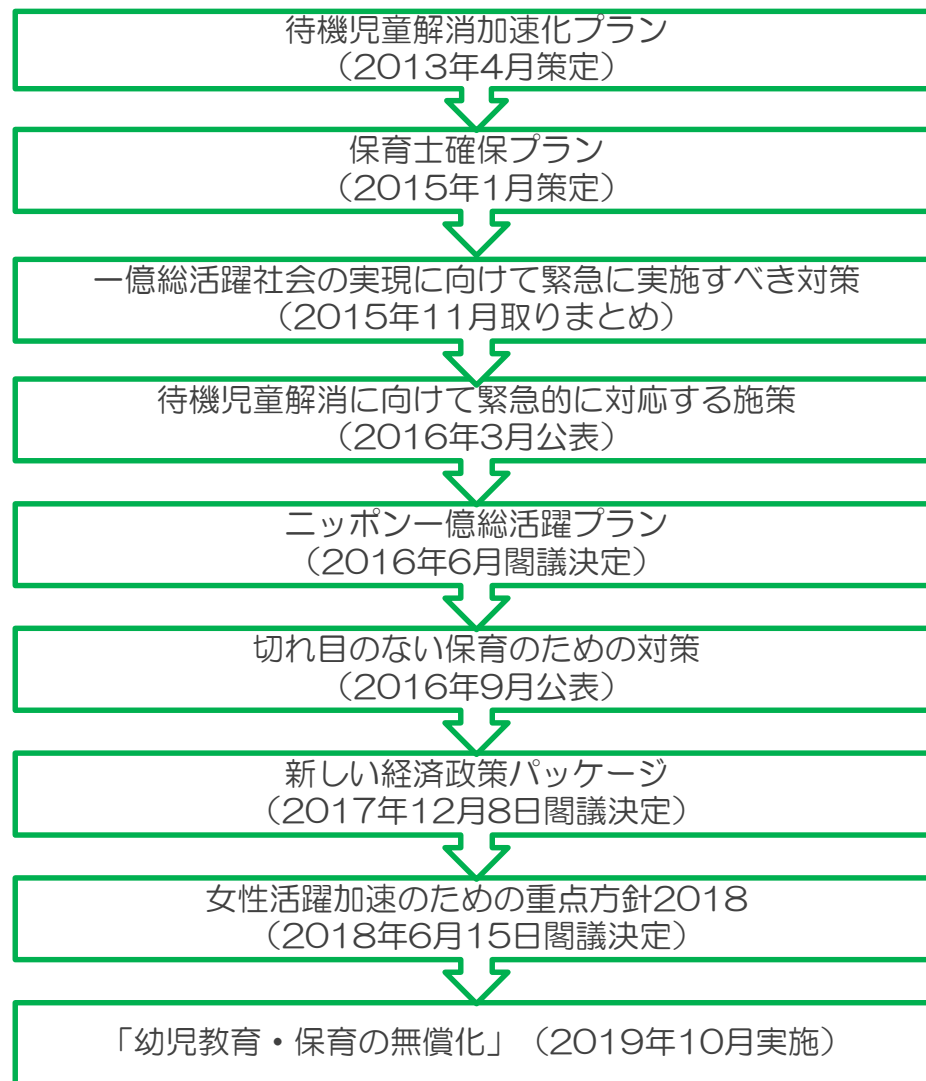 待機児童解消加速化プラン
（2013年4月策定）
保育士確保プラン
（2015年1月策定）
一億総活躍社会の実現に向けて緊急に実施すべき対策
（2015年11月取りまとめ）
待機児童解消に向けて緊急的に対応する施策
（2016年3月公表）
ニッポン一億総活躍プラン
（2016年6月閣議決定）
切れ目のない保育のための対策
（2016年9月公表）
新しい経済政策パッケージ
（2017年12月8日閣議決定）
女性活躍加速のための重点方針2018
（2018年6月15日閣議決定）
「幼児教育・保育の無償化」（2019年10月実施）